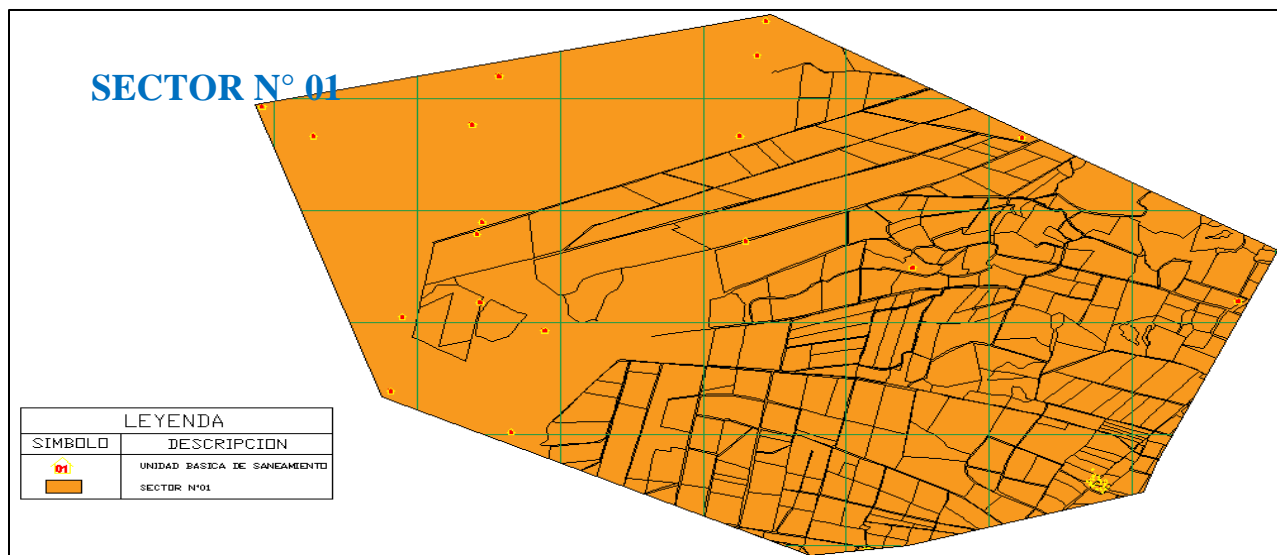 SECTOR N° 01
LEYENDA
SIMBOLO DESCRIPCION
01 UNIDAD BASICA DE SANEAMIENTO
SECTOR N°01